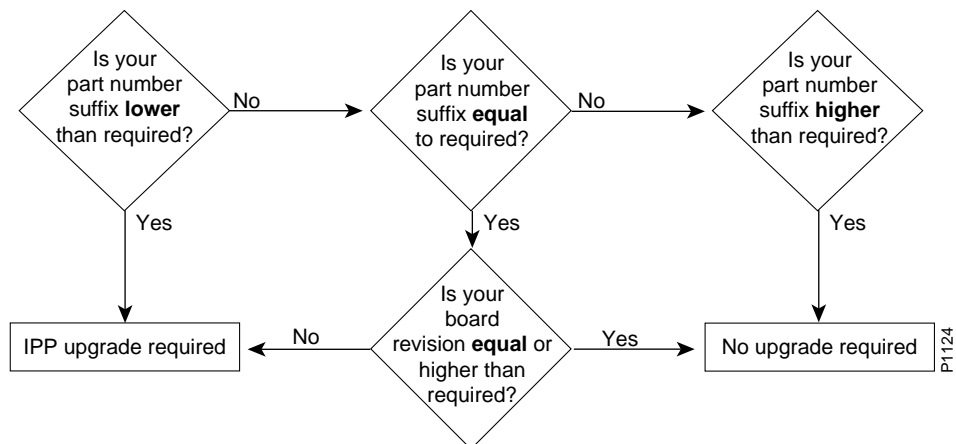 Is your
part number
suffix lower
than required?
No
Is your
part number
suffix equal
to required?
No
Is your
part number
suffix higher
than required?
Yes
Yes
Yes
IPP upgrade required
No
Is your
board
revision equal or
higher than
required?
Yes
No upgrade required
P1124